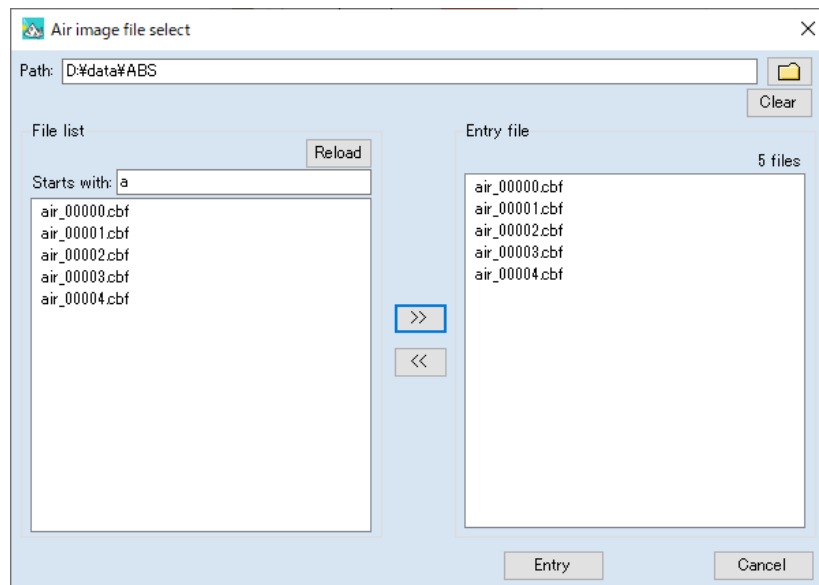 Air image file select
Path: D:¥data¥ABS
Clear
File list
Reload
Starts with: a
air_00000.cbf
air_00001.cbf
air_00002.cbf
air_00003.cbf
air_00004.cbf
>>
<<
Entry file
5 files
air_00000.cbf
air_00001.cbf
air_00002.cbf
air_00003.cbf
air_00004.cbf
Entry
Cancel